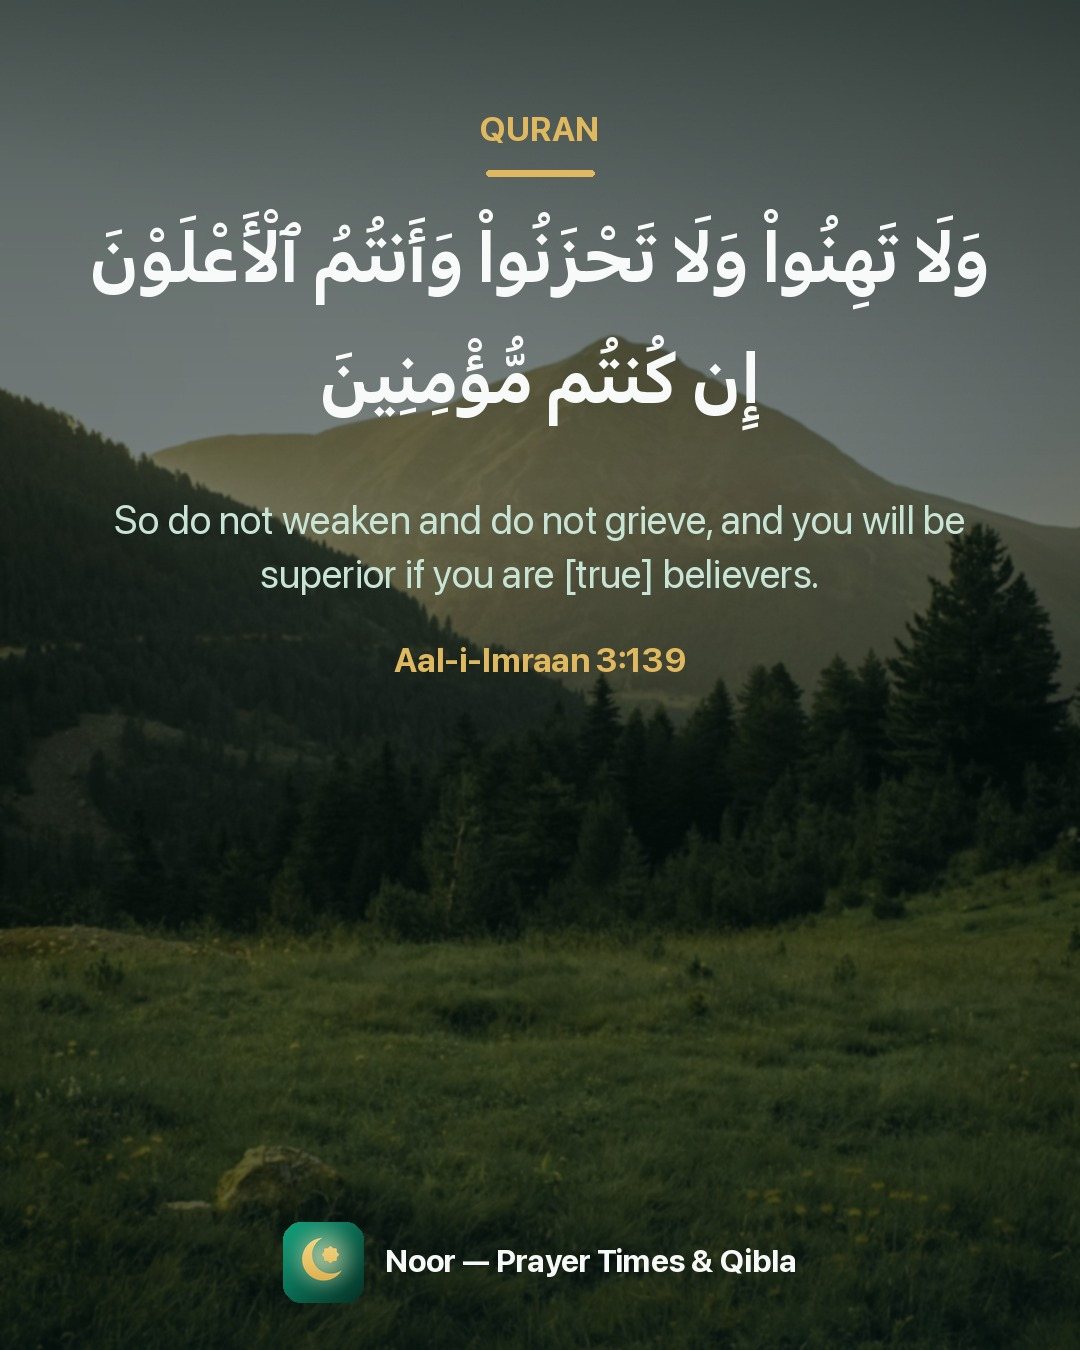 QURAN
وَلَا تَهِنُوا۟ وَلَا تَحْزَنُوا۟ وَأَنتُمُ ٱلْأَعْلَوْنَ
إِن كُنتُم مُّؤْمِنِينَ
So do not weaken and do not grieve, and you will be
superior if you are [true] believers.
Aal-i-Imraan 3:139
Noor — Prayer Times & Qibla